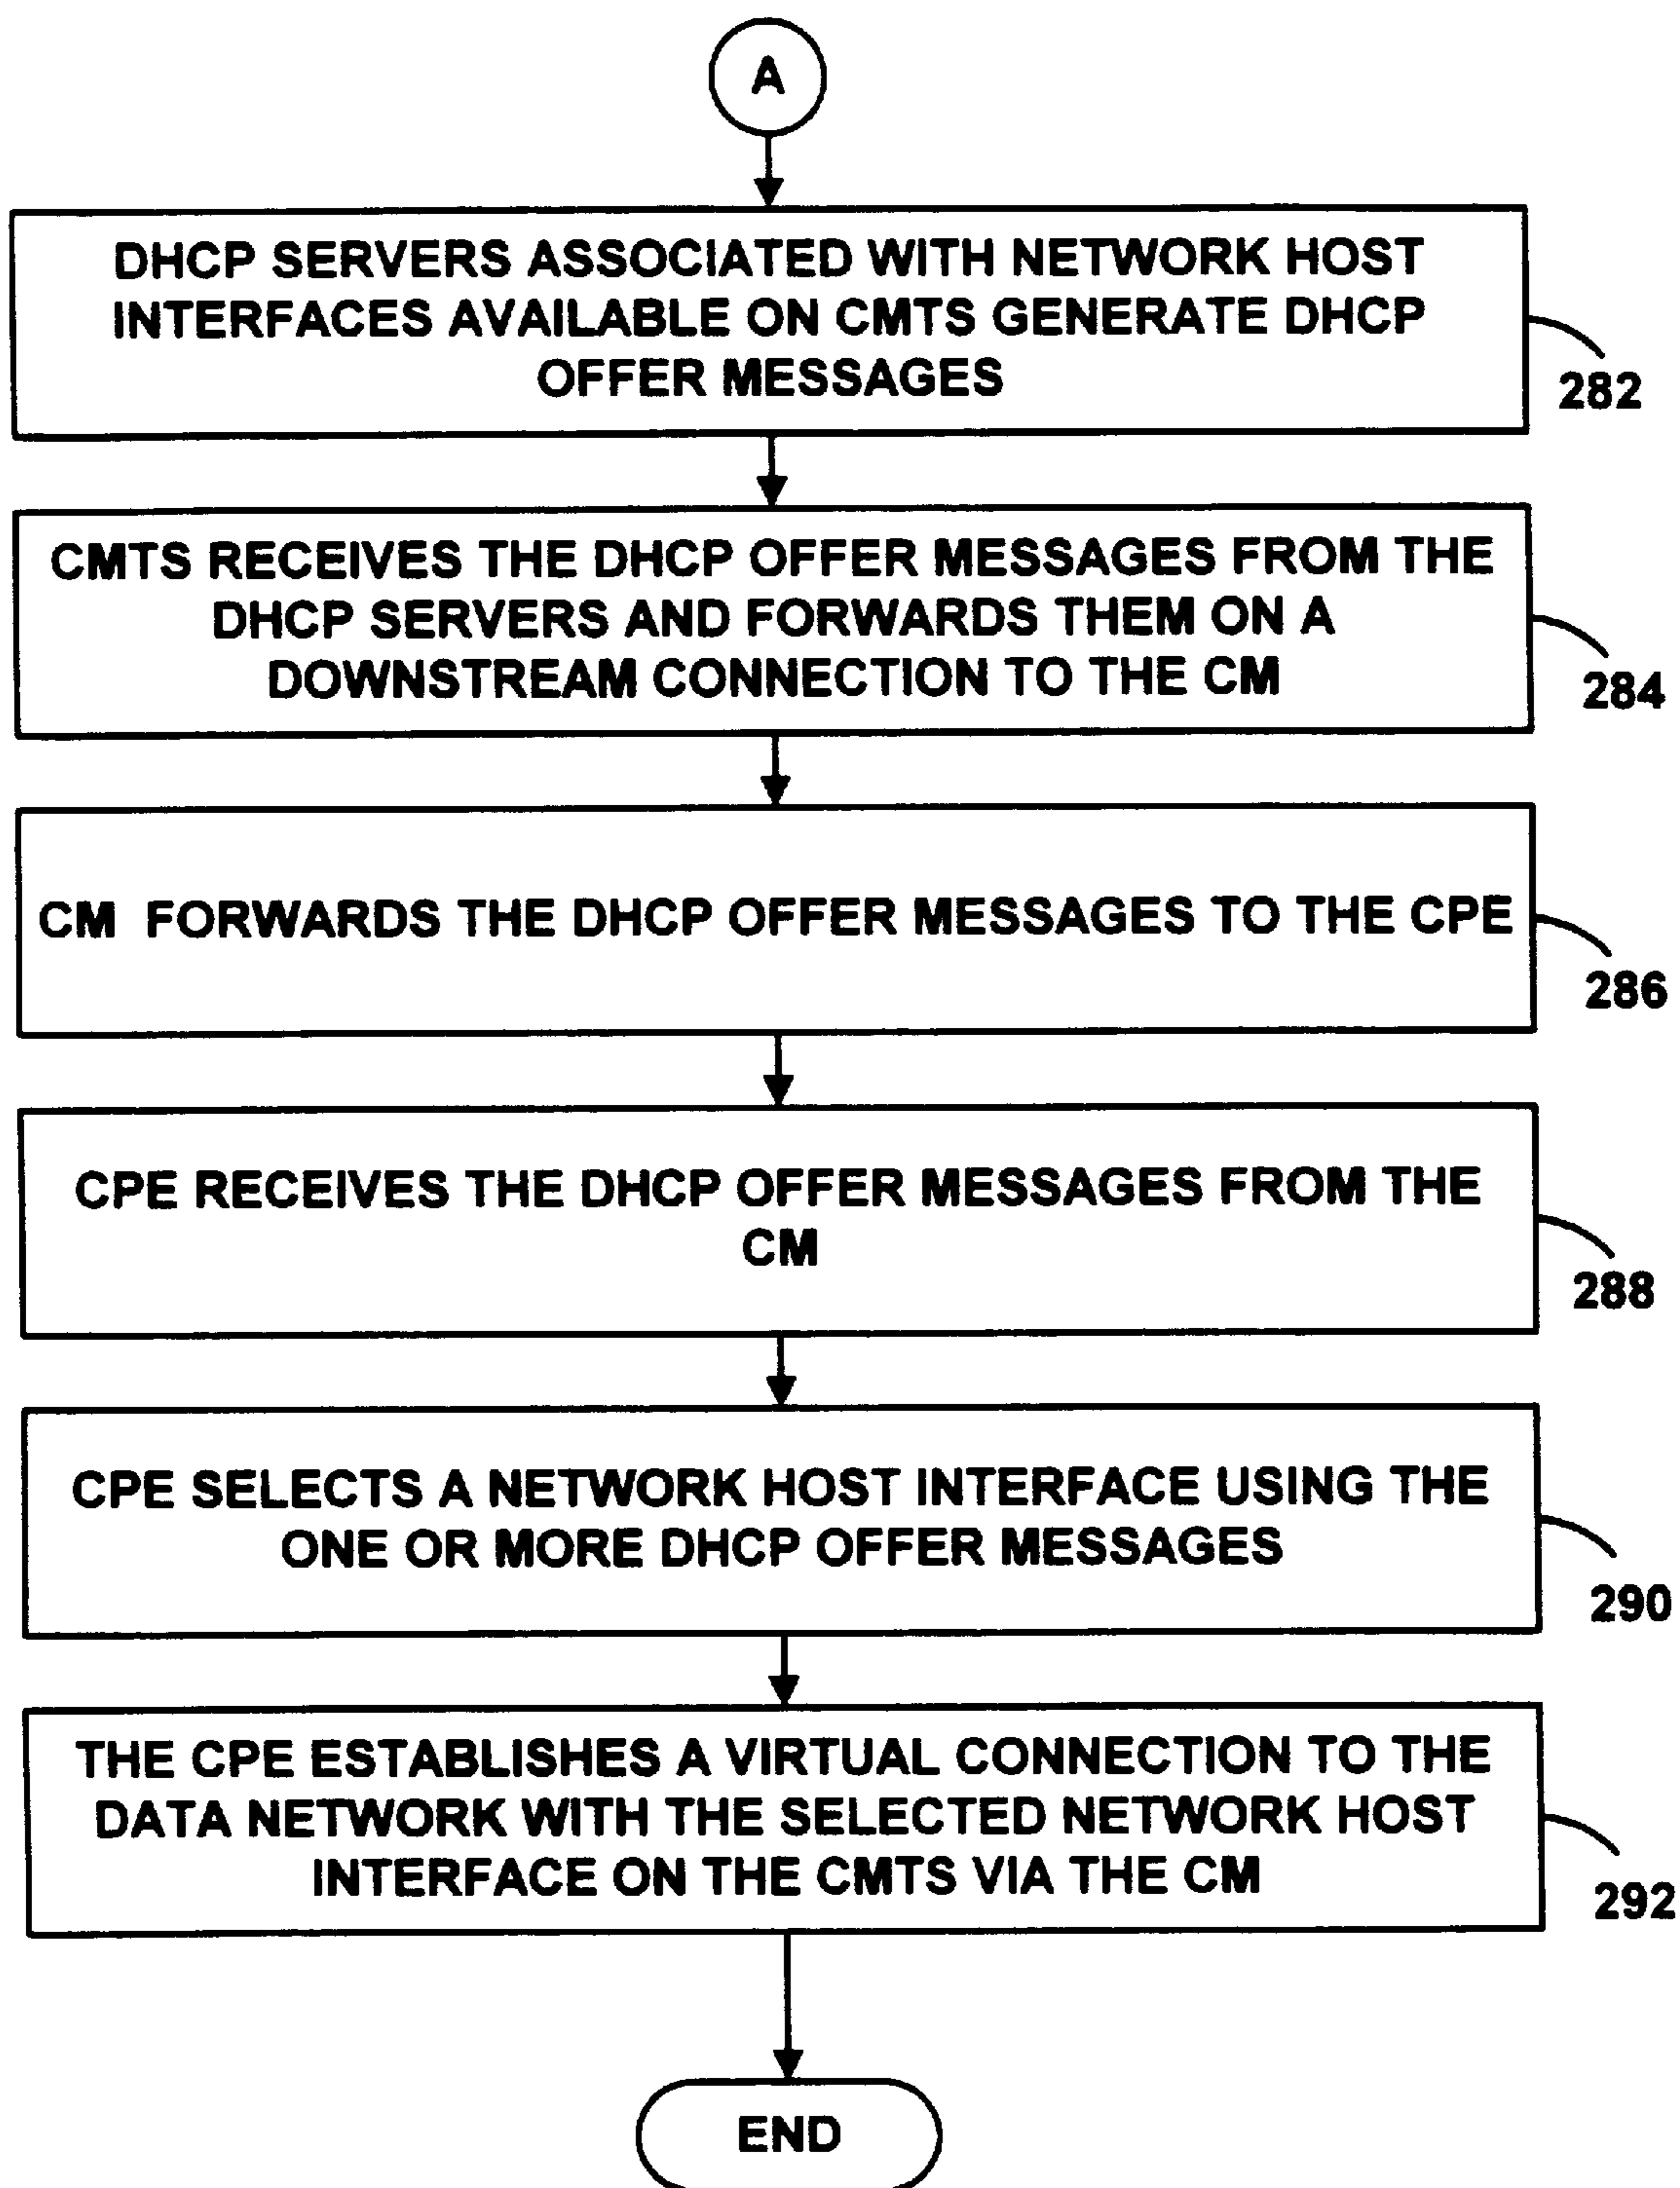 A
DHCP SERVERS ASSOCIATED WITH NETWORK HOST
INTERFACES AVAILABLE ON CMTS GENERATE DHCP
OFFER MESSAGES
282
CMTS RECEIVES THE DHCP OFFER MESSAGES FROM THE
DHCP SERVERS AND FORWARDS THEM ON A
DOWNSTREAM CONNECTION TO THE CM
284
CM FORWARDS THE DHCP OFFER MESSAGES TO THE CPE
286
CPE RECEIVES THE DHCP OFFER MESSAGES FROM THE
CM
288
CPE SELECTS A NETWORK HOST INTERFACE USING THE
ONE OR MORE DHCP OFFER MESSAGES
290
THE CPE ESTABLISHES A VIRTUAL CONNECTION TO THE
DATA NETWORK WITH THE SELECTED NETWORK HOST
INTERFACE ON THE CMTS VIA THE CM
292
END